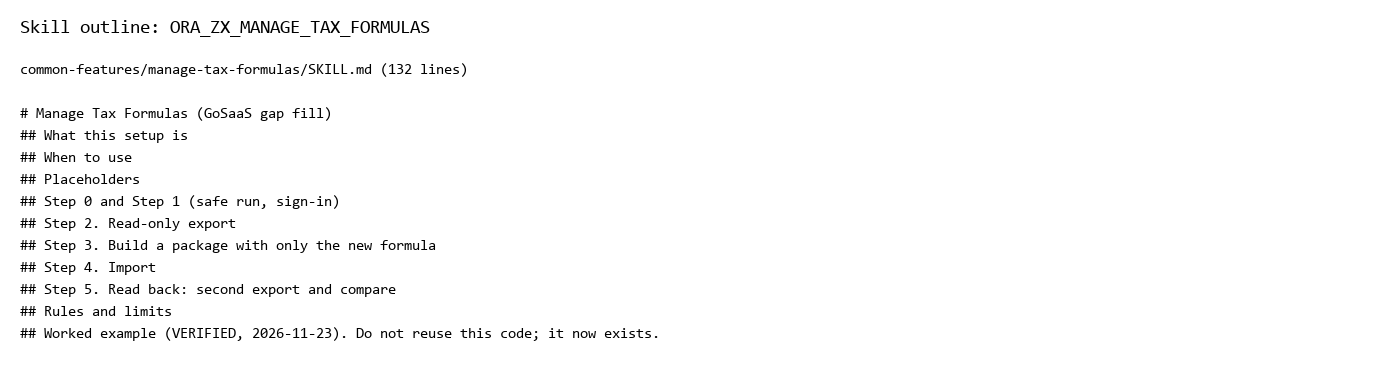 Skill outline: ORA_ZX_MANAGE_TAX_FORMULAS
common-features/manage-tax-formulas/SKILL.md (132 lines)
# Manage Tax Formulas (GoSaaS gap fill)
## What this setup is
## When to use
## Placeholders
## Step 0 and Step 1 (safe run, sign-in)
## Step 2. Read-only export
## Step 3. Build a package with only the new formula
## Step 4. Import
## Step 5. Read back: second export and compare
## Rules and limits
## Worked example (VERIFIED, 2026-11-23). Do not reuse this code; it now exists.